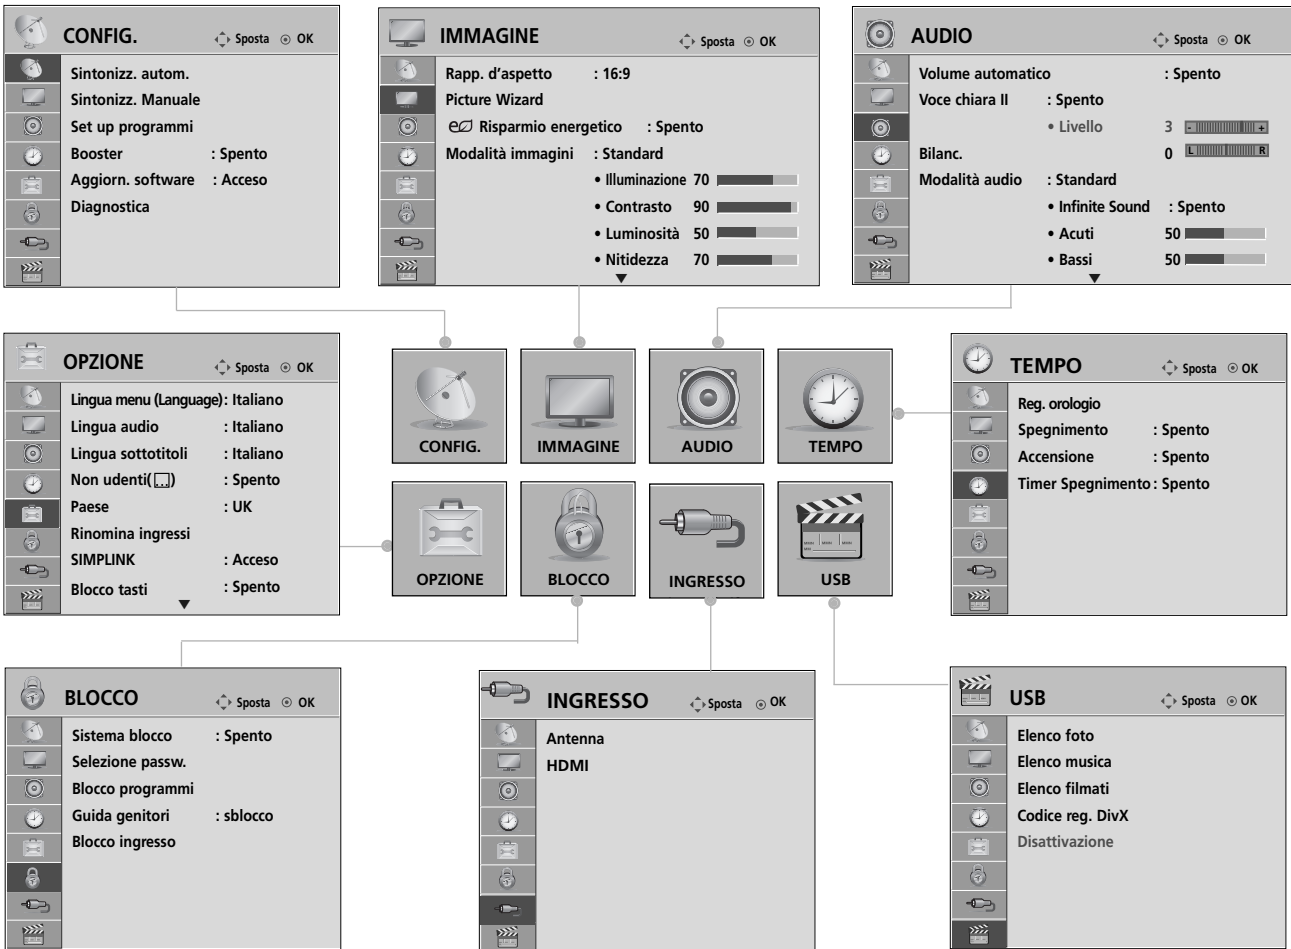 CONFIG. Sposta OK
Sintonizz. autom.
Sintonizz. Manuale
Set up programmi
Booster : Spento
Aggiorn. software : Acceso
Diagnostica
IMMAGINE Sposta OK
Rapp. d'aspetto : 16:9
Picture Wizard
Risparmio energetico : Spento
Modalità immagini : Standard
• Illuminazione 70
• Contrasto 90
• Luminosità 50
• Nitidezza 70
AUDIO Sposta OK
Volume automatico : Spento
Voce chiara II : Spento
• Livello 3 - +
Bilanc. 0 L R
Modalità audio : Standard
• Infinite Sound : Spento
• Acuti 50
• Bassi 50
OPZIONE Sposta OK
Lingua menu (Language) : Italiano
Lingua audio : Italiano
Lingua sottotitoli : Italiano
Non udenti( ) : Spento
Paese : UK
Rinomina ingressi
SIMPLINK : Acceso
Blocco tasti : Spento
CONFIG.
IMMAGINE
AUDIO
TEMPO
OPZIONE
BLOCCO
INGRESSO
USB
TEMPO Sposta OK
Reg. orologio
Spegnimento : Spento
Accensione : Spento
Timer Spegnimento : Spento
BLOCCO Sposta OK
Sistema blocco : Spento
Selezione passw.
Blocco programmi
Guida genitori : sblocco
Blocco ingresso
INGRESSO Sposta OK
Antenna
HDMI
USB Sposta OK
Elenco foto
Elenco musica
Elenco filmati
Codice reg. DivX
Disattivazione